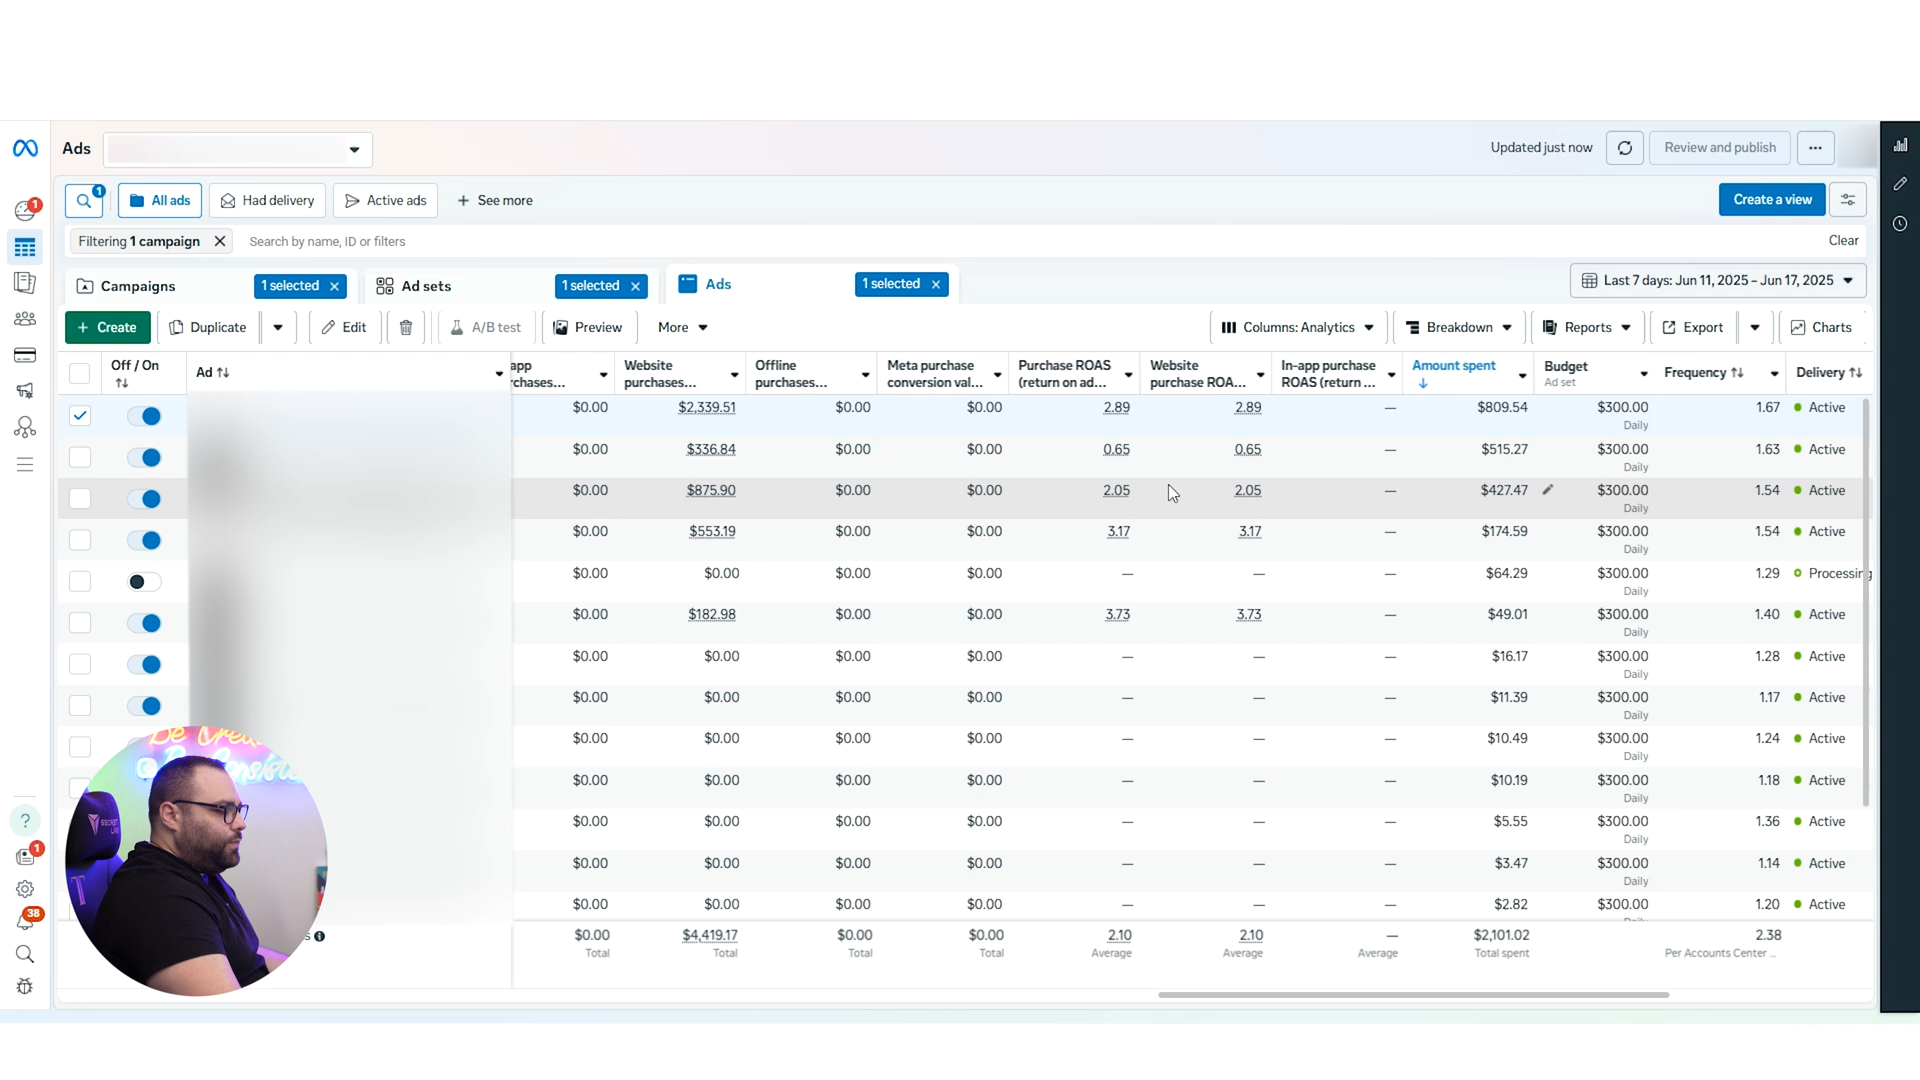 Ads
Updated just now
Review and publish
1
All ads
Had delivery
Active ads
+ See more
Create a view
Filtering 1 campaign
Search by name, ID or filters
Clear
Campaigns
1 selected
Ad sets
1 selected
Ads
1 selected
Last 7 days: Jun 11, 2025 – Jun 17, 2025
+ Create
Duplicate
Edit
A/B test
Preview
More
Columns: Analytics
Breakdown
Reports
Export
Charts
Off / On
Ad
app
rchases...
Website
purchases...
Offline
purchases...
Meta purchase
conversion val...
Purchase ROAS
(return on ad...
Website
purchase ROA...
In-app purchase
ROAS (return ...
Amount spent
Budget
Ad set
Frequency
Delivery
$0.00 $2,339.51 $0.00 $0.00 2.89 2.89 — $809.54 $300.00 1.67 Active
Daily
$0.00 $336.84 $0.00 $0.00 0.65 0.65 — $515.27 $300.00 1.63 Active
Daily
$0.00 $875.90 $0.00 $0.00 2.05 2.05 — $427.47 $300.00 1.54 Active
Daily
$0.00 $553.19 $0.00 $0.00 3.17 3.17 — $174.59 $300.00 1.54 Active
Daily
$0.00 $0.00 $0.00 $0.00 — — — $64.29 $300.00 1.29 Processing
Daily
$0.00 $182.98 $0.00 $0.00 3.73 3.73 — $49.01 $300.00 1.40 Active
Daily
$0.00 $0.00 $0.00 $0.00 — — — $16.17 $300.00 1.28 Active
Daily
$0.00 $0.00 $0.00 $0.00 — — — $11.39 $300.00 1.17 Active
Daily
$0.00 $0.00 $0.00 $0.00 — — — $10.49 $300.00 1.24 Active
Daily
$0.00 $0.00 $0.00 $0.00 — — — $10.19 $300.00 1.18 Active
Daily
$0.00 $0.00 $0.00 $0.00 — — — $5.55 $300.00 1.36 Active
Daily
$0.00 $0.00 $0.00 $0.00 — — — $3.47 $300.00 1.14 Active
Daily
$0.00 $0.00 $0.00 $0.00 — — — $2.82 $300.00 1.20 Active
$0.00 $4,419.17 $0.00 $0.00 2.10 2.10 — $2,101.02 2.38
Total Total Total Total Average Average Average Total spent Per Accounts Center ...
1
1
38
Be